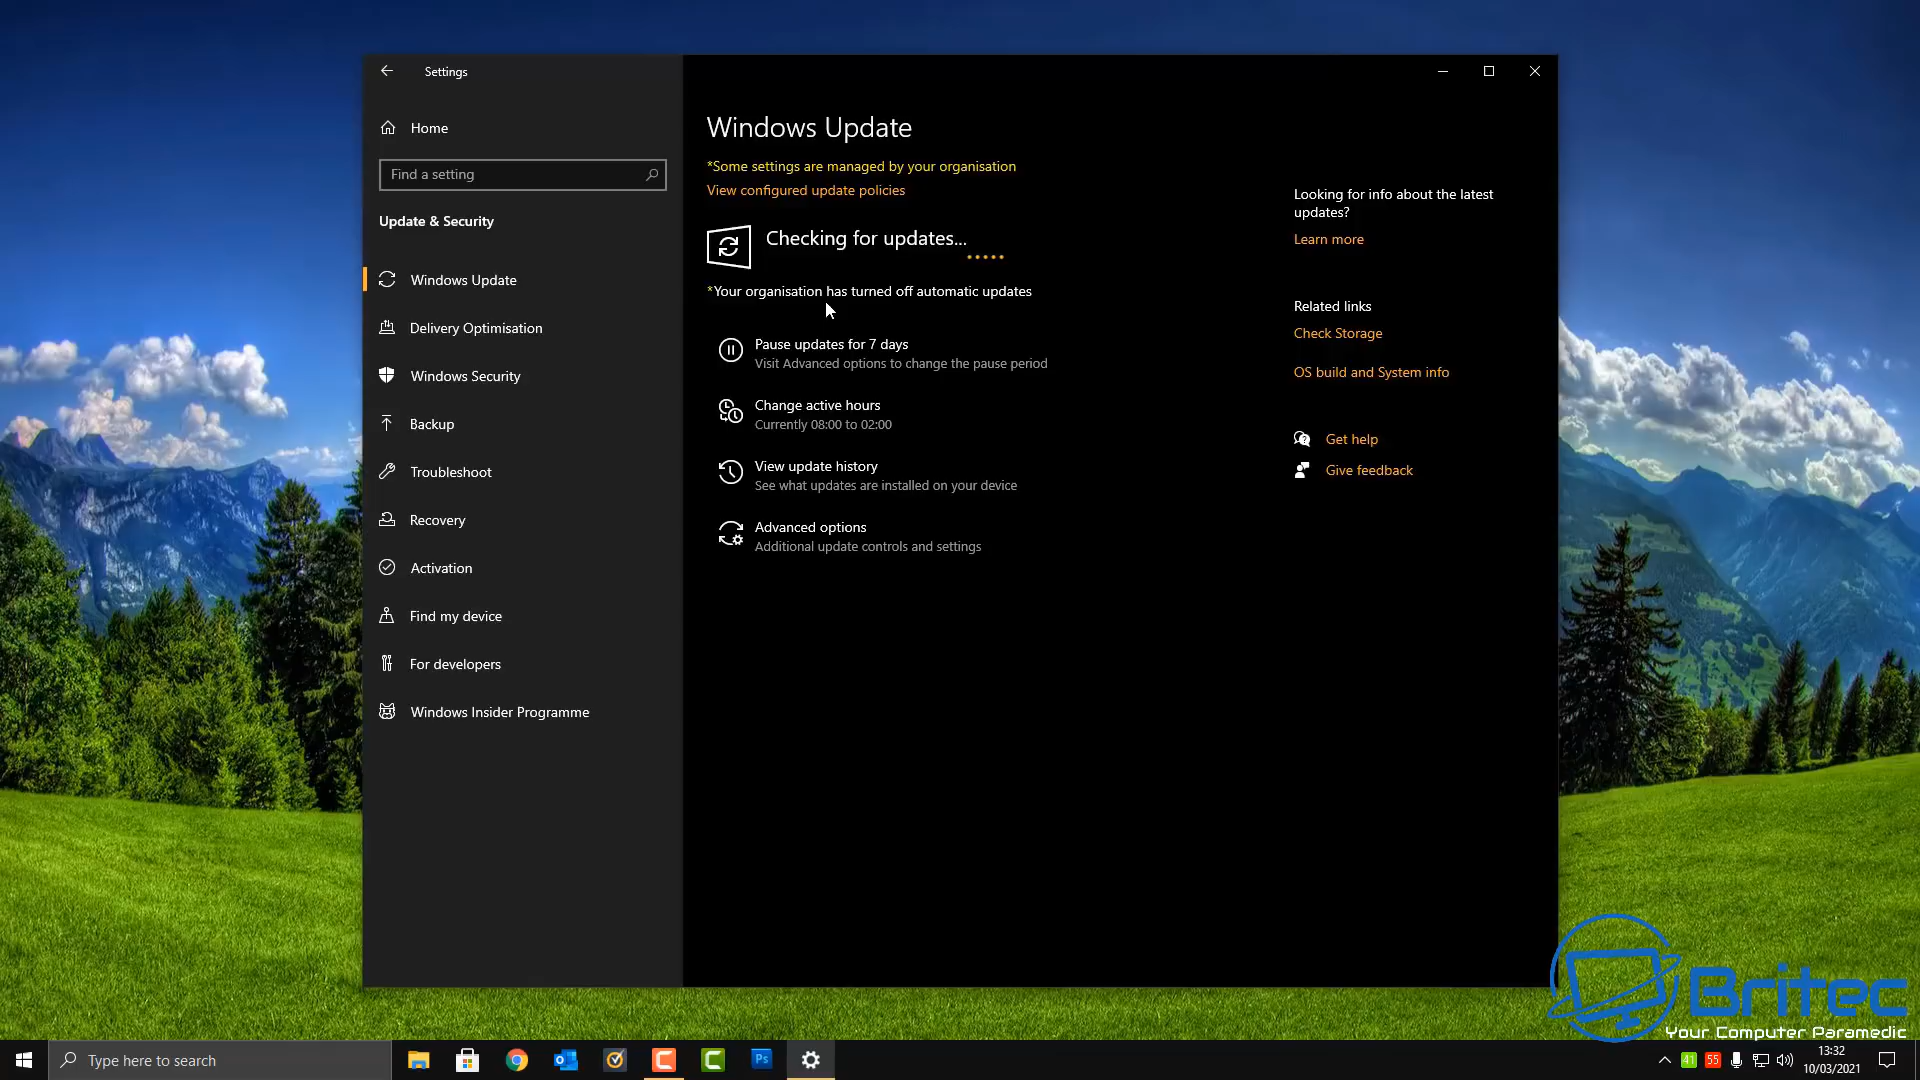 Settings
Home
Find a setting
Update & Security
Windows Update
Delivery Optimisation
Windows Security
Backup
Troubleshoot
Recovery
Activation
Find my device
For developers
Windows Insider Programme
Windows Update
*Some settings are managed by your organisation
View configured update policies
Checking for updates...
*Your organisation has turned off automatic updates
Pause updates for 7 days
Visit Advanced options to change the pause period
Change active hours
Currently 08:00 to 02:00
View update history
See what updates are installed on your device
Advanced options
Additional update controls and settings
Looking for info about the latest
updates?
Learn more
Related links
Check Storage
OS build and System info
Get help
Give feedback
Britec
Your Computer Paramedic
Type here to search
Ps
41
55
13:32
10/03/2021